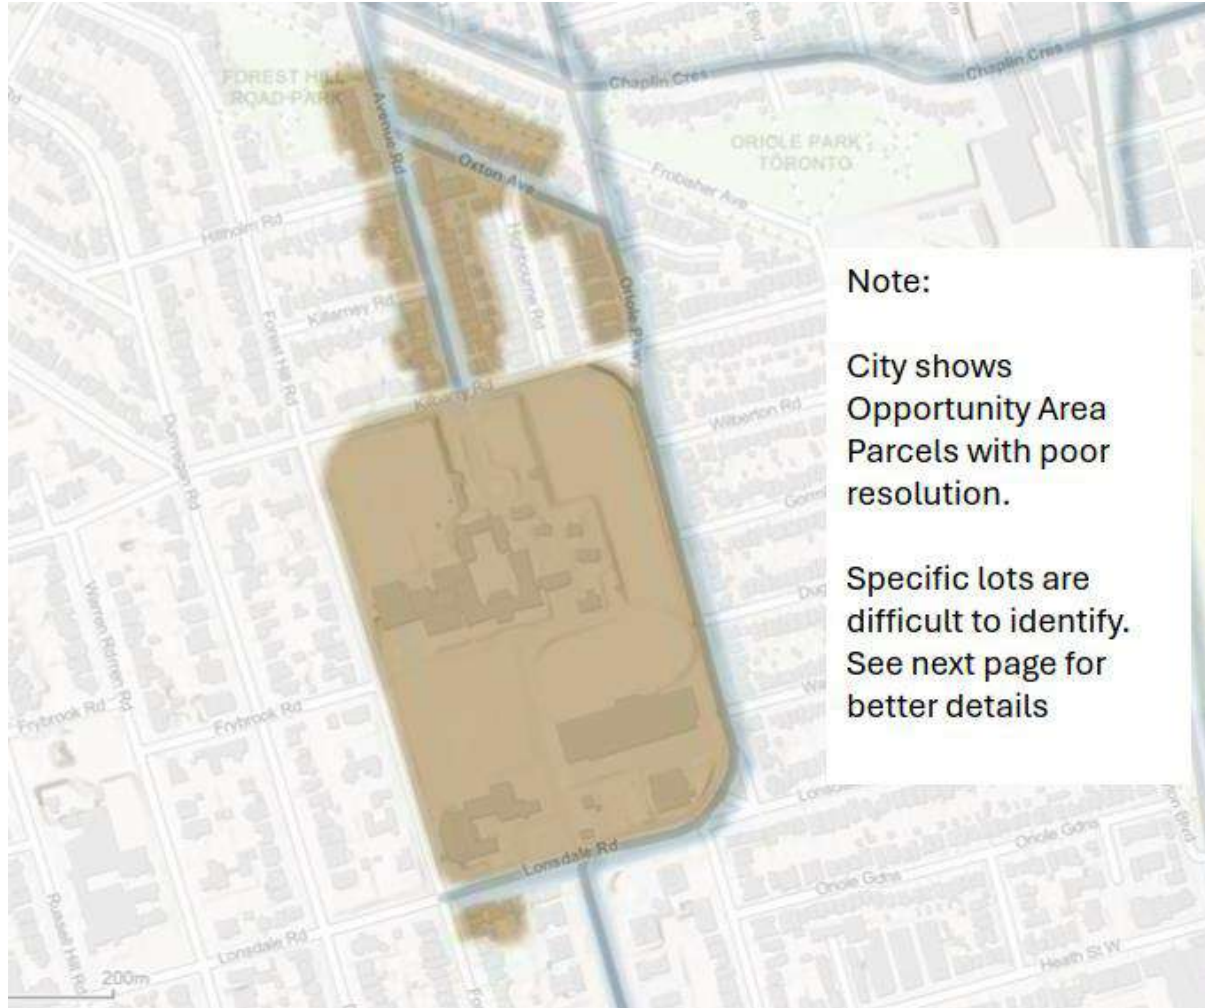 FOREST HILL
ROAD PARK
Chaplin Cres
Chaplin Cres
Avenue Rd
ORIOLE PARK -
TORONTO
Oxton Ave
Frobisher Ave
Hillholm Rd
Highbourne Rd
Oriole Pkwy
Killarney Rd
Forest Hill Rd
Kilbarry Rd
Wilberton Rd
Dunvegan Rd
Warren Rd
Frybrook Rd
Frybrook Rd
Lonsdale Rd
Oriole Gdns
Oriole Gdns
Russell Hill Rd
Lonsdale Rd
Heath St W
200m
Note:
City shows
Opportunity Area
Parcels with poor
resolution.
Specific lots are
difficult to identify.
See next page for
better details